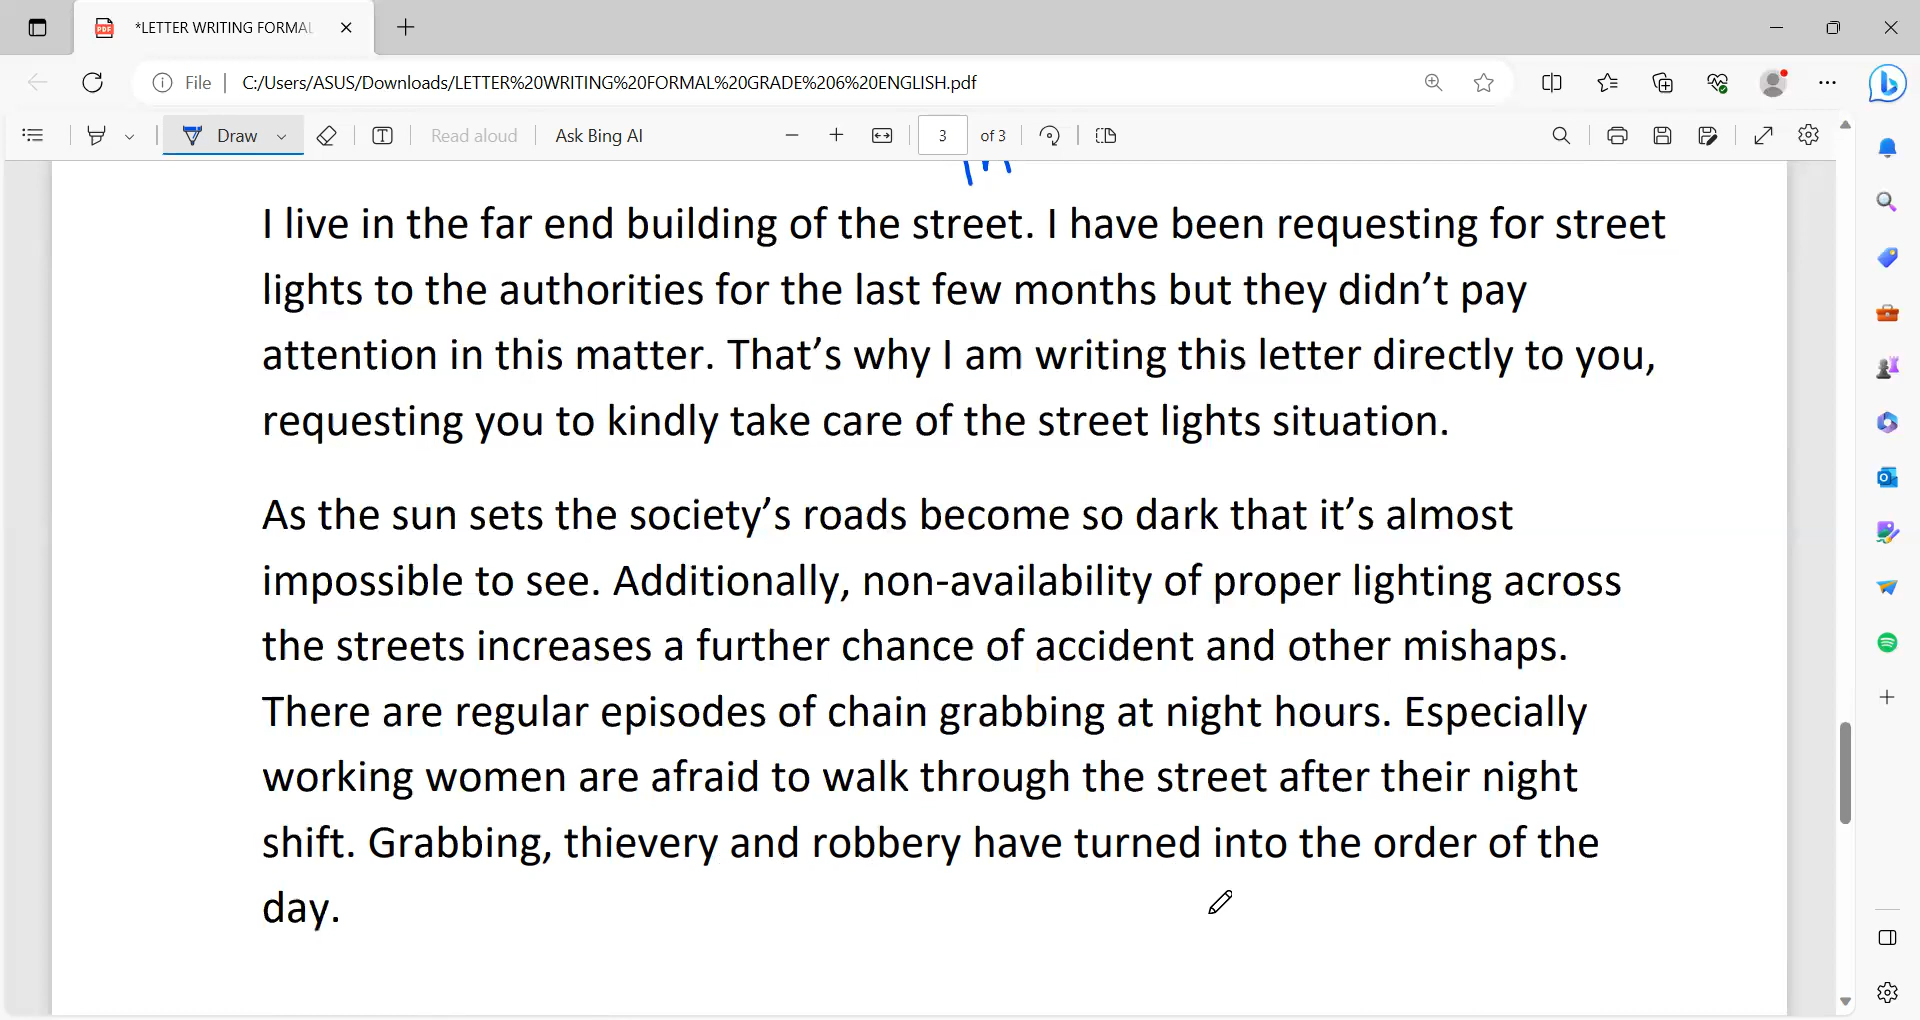 *LETTER WRITING FORMAL
File | C:/Users/ASUS/Downloads/LETTER%20WRITING%20FORMAL%20GRADE%206%20ENGLISH.pdf
Draw Read aloud Ask Bing AI 3 of 3
I live in the far end building of the street. I have been requesting for street
lights to the authorities for the last few months but they didn’t pay
attention in this matter. That’s why I am writing this letter directly to you,
requesting you to kindly take care of the street lights situation.
As the sun sets the society’s roads become so dark that it’s almost
impossible to see. Additionally, non-availability of proper lighting across
the streets increases a further chance of accident and other mishaps.
There are regular episodes of chain grabbing at night hours. Especially
working women are afraid to walk through the street after their night
shift. Grabbing, thievery and robbery have turned into the order of the
day.